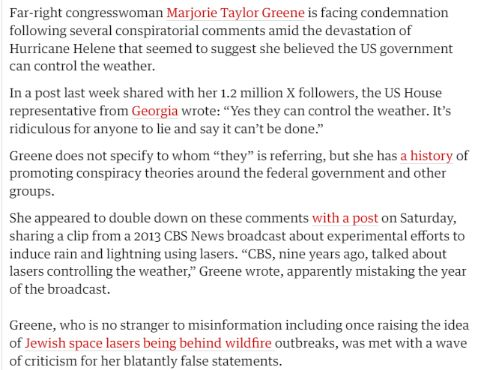 Far-right congresswoman Marjorie Taylor Greene is facing condemnation
following several conspiratorial comments amid the devastation of
Hurricane Helene that seemed to suggest she believed the US government
can control the weather.
In a post last week shared with her 1.2 million X followers, the US House
representative from Georgia wrote: “Yes they can control the weather. It’s
ridiculous for anyone to lie and say it can’t be done.”
Greene does not specify to whom “they” is referring, but she has a history of
promoting conspiracy theories around the federal government and other
groups.
She appeared to double down on these comments with a post on Saturday,
sharing a clip from a 2013 CBS News broadcast about experimental efforts to
induce rain and lightning using lasers. “CBS, nine years ago, talked about
lasers controlling the weather,” Greene wrote, apparently mistaking the year
of the broadcast.
Greene, who is no stranger to misinformation including once raising the idea
of Jewish space lasers being behind wildfire outbreaks, was met with a wave
of criticism for her blatantly false statements.